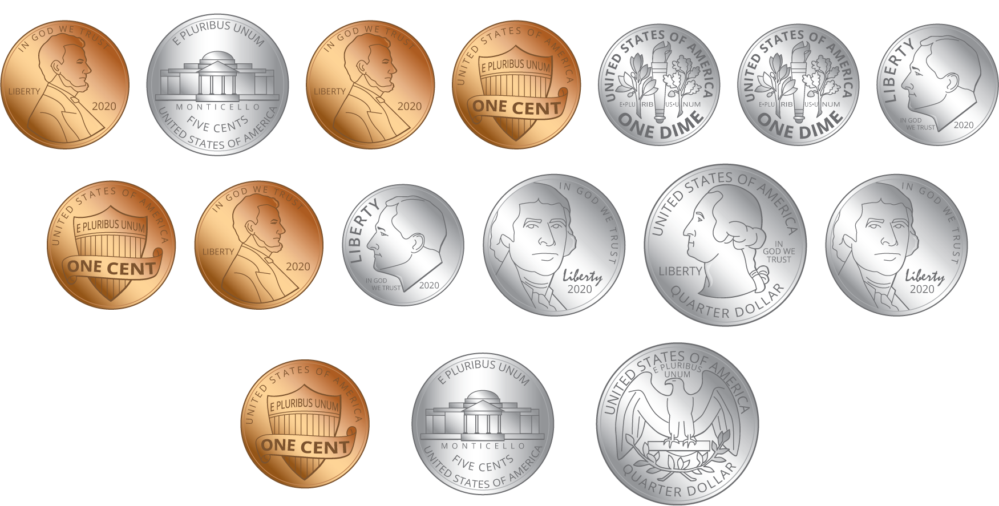 IN GOD WE TRUST
LIBERTY
2020
E PLURIBUS UNUM
MONTICELLO
FIVE CENTS
UNITED STATES OF AMERICA
IN GOD WE TRUST
LIBERTY
2020
UNITED STATES OF AMERICA
E PLURIBUS UNUM
ONE CENT
UNITED STATES OF AMERICA
E•PLU RIB US•U NUM
ONE DIME
UNITED STATES OF AMERICA
E•PLU RIB US•U NUM
ONE DIME
LIBERTY
IN GOD
WE TRUST
2020
UNITED STATES OF AMERICA
E PLURIBUS UNUM
ONE CENT
IN GOD WE TRUST
LIBERTY
2020
LIBERTY
IN GOD
WE TRUST
2020
IN GOD WE TRUST
Liberty
2020
UNITED STATES OF AMERICA
IN
GOD WE
TRUST
LIBERTY
QUARTER DOLLAR
IN GOD WE TRUST
Liberty
2020
UNITED STATES OF AMERICA
E PLURIBUS UNUM
ONE CENT
E PLURIBUS UNUM
MONTICELLO
FIVE CENTS
UNITED STATES OF AMERICA
UNITED STATES OF AMERICA
E PLURIBUS
UNUM
QUARTER DOLLAR